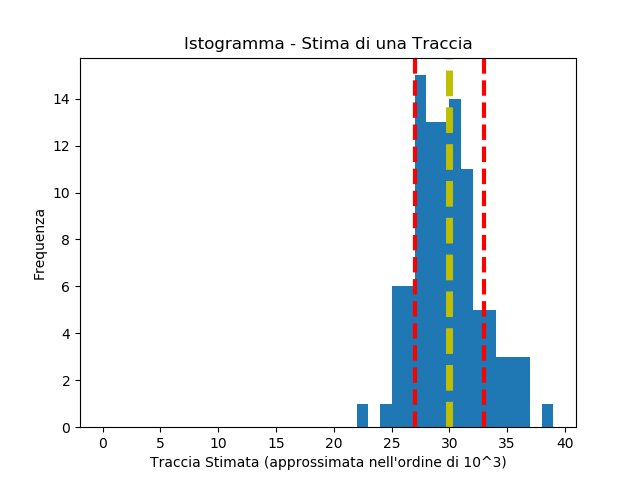 Istogramma - Stima di una Traccia
14
12
10
8
6
4
2
0
Frequenza
0 5 10 15 20 25 30 35 40
Traccia Stimata (approssimata nell'ordine di 10^3)